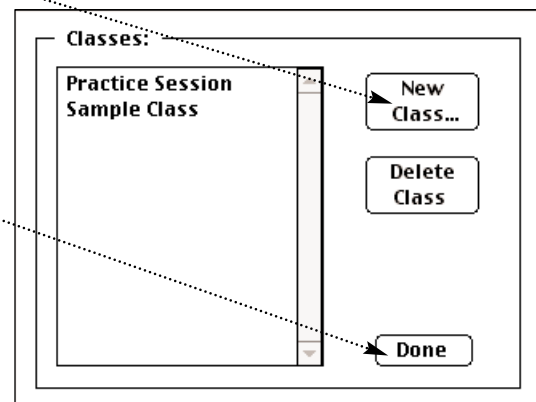 Classes:
Practice Session
Sample Class
New
Class...
Delete
Class
Done